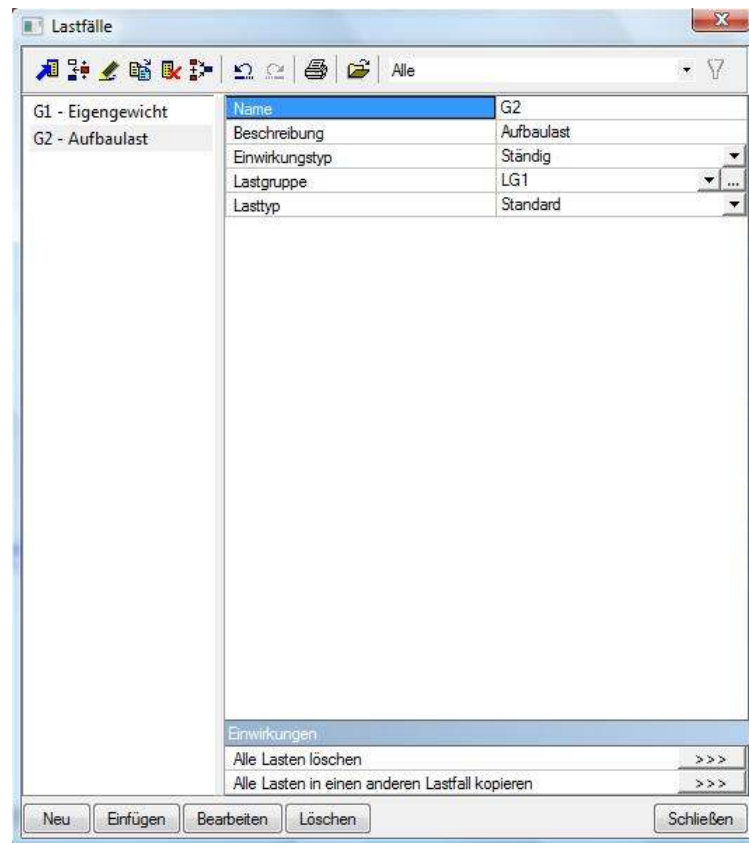 Lastfälle
Alle
G1 - Eigengewicht
G2 - Aufbaulast
Name G2
Beschreibung Aufbaulast
Einwirkungstyp Ständig
Lastgruppe LG1 ...
Lasttyp Standard
Einwirkungen
Alle Lasten löschen >>>
Alle Lasten in einen anderen Lastfall kopieren >>>
Neu Einfügen Bearbeiten Löschen Schließen